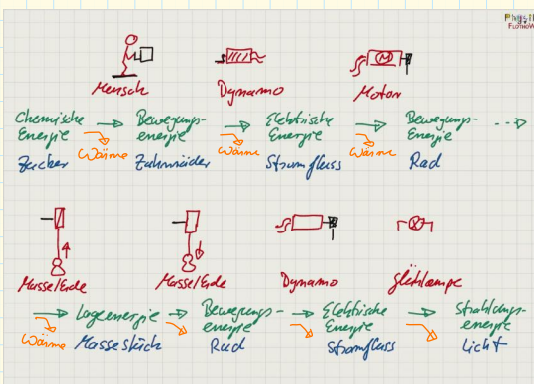 Mensch Dynamo Motor
Chemische Bewegungs- Elektrische Bewegungs-
Energie energie Energie Energie
Wärme Wärme Wärme
Zucker Zahnräder Stromfluss Rad
M
Masse/Erde Masse/Erde Dynamo Glühlampe
Lageenergie Bewegungs- Elektrische Strahlungs-
energie Energie energie
Wärme Massestück Rad Stromfluss Licht